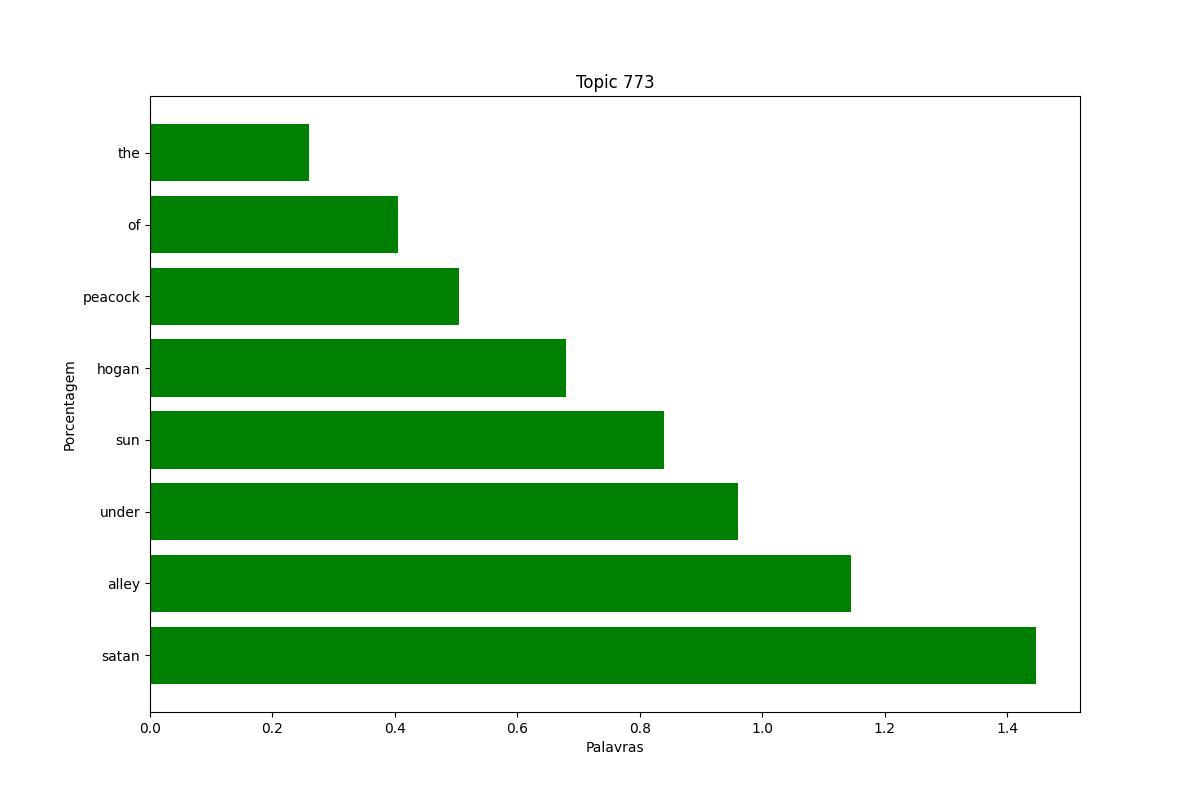 Topic 773
the
of
peacock
hogan
sun
under
alley
satan
Porcentagem
0.0 0.2 0.4 0.6 0.8 1.0 1.2 1.4
Palavras